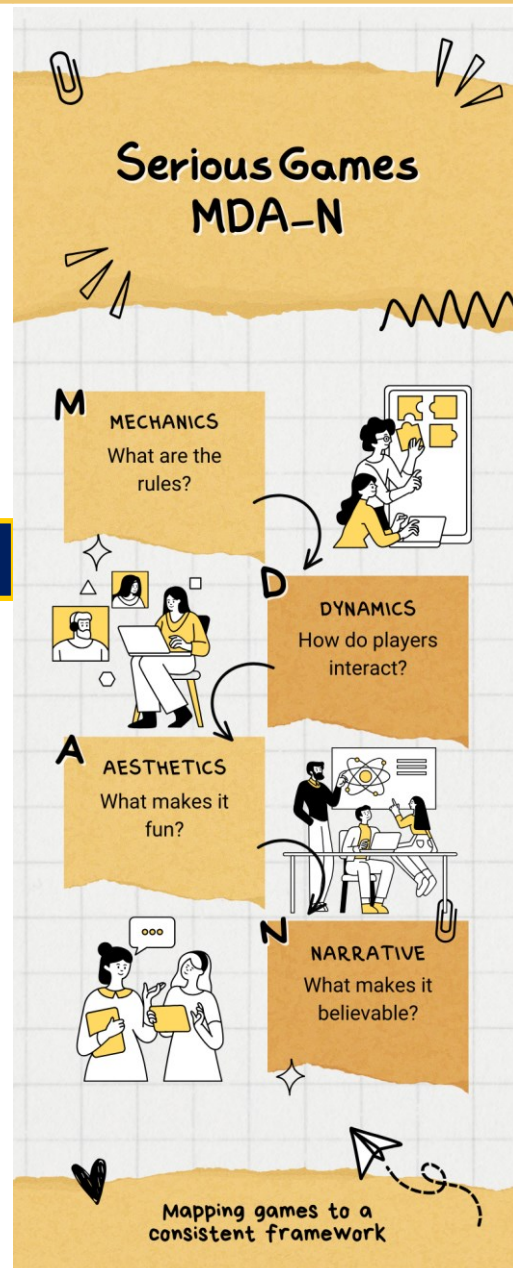 Serious Games
MDA-N
M
MECHANICS
What are the
rules?
D
DYNAMICS
How do players
interact?
A
AESTHETICS
What makes it
fun?
N
NARRATIVE
What makes it
believable?
Mapping games to a
consistent framework